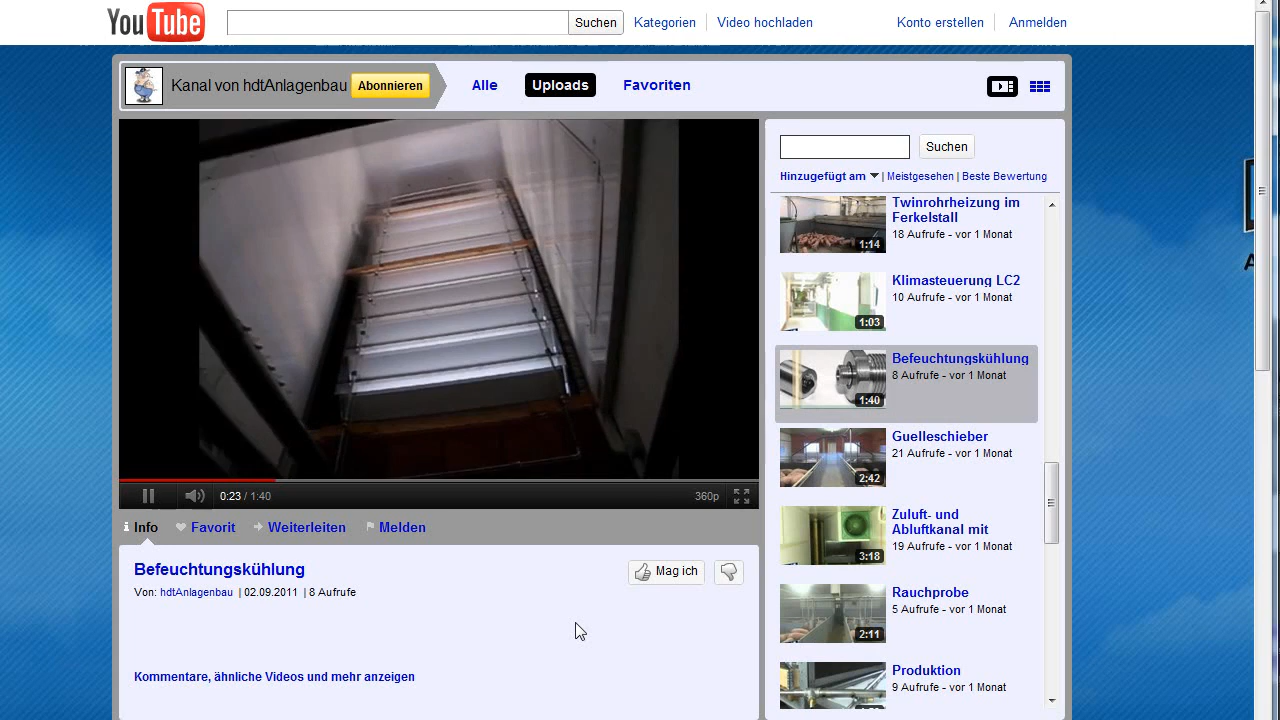 YouTube
Suchen
Kategorien
Video hochladen
Konto erstellen
Anmelden
Kanal von hdtAnlagenbau
Abonnieren
Alle
Uploads
Favoriten
Suchen
Hinzugefügt am | Meistgesehen | Beste Bewertung
Twinrohrheizung im
Ferkelstall
18 Aufrufe - vor 1 Monat
1:14
Klimasteuerung LC2
10 Aufrufe - vor 1 Monat
1:03
Befeuchtungskühlung
8 Aufrufe - vor 1 Monat
1:40
Guelleschieber
21 Aufrufe - vor 1 Monat
2:42
Zuluft- und
Abluftkanal mit
19 Aufrufe - vor 1 Monat
3:18
Rauchprobe
5 Aufrufe - vor 1 Monat
2:11
Produktion
9 Aufrufe - vor 1 Monat
0:23 / 1:40
360p
Info
Favorit
Weiterleiten
Melden
Befeuchtungskühlung
Mag ich
Von: hdtAnlagenbau | 02.09.2011 | 8 Aufrufe
Kommentare, ähnliche Videos und mehr anzeigen